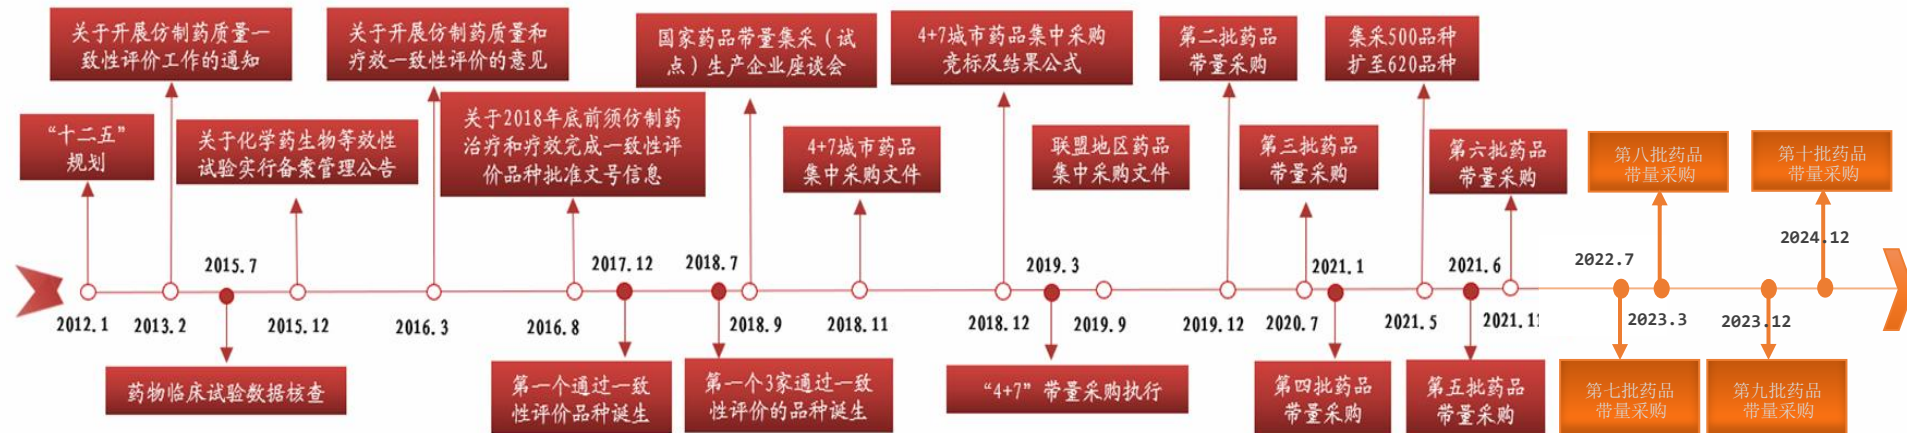 关于开展仿制药质量一
致性评价工作的通知
关于开展仿制药质量和
疗效一致性评价的意见
国家药品带量集采（试
点）生产企业座谈会
4+7城市药品集中采购
竞标及结果公式
第二批药品
带量采购
集采500品种
扩至620品种
“十二五”
规划
关于化学药生物等效性
试验实行备案管理公告
关于2018年底前须仿制药
治疗和疗效完成一致性评
价品种批准文号信息
4+7城市药品
集中采购文件
联盟地区药品
集中采购文件
第三批药品
带量采购
第六批药品
带量采购
第八批药品
带量采购
第十批药品
带量采购
2015.7
2017.12
2018.7
2019.3
2021.1
2021.6
2022.7
2024.12
2012.1
2013.2
2015.12
2016.3
2016.8
2018.9
2018.11
2018.12
2019.9
2019.12
2020.7
2021.5
2021.11
2023.3
2023.12
药物临床试验数据核查
第一个通过一致
性评价品种诞生
第一个3家通过一致
性评价的品种诞生
“4+7”带量采购执行
第四批药品
带量采购
第五批药品
带量采购
第七批药品
带量采购
第九批药品
带量采购